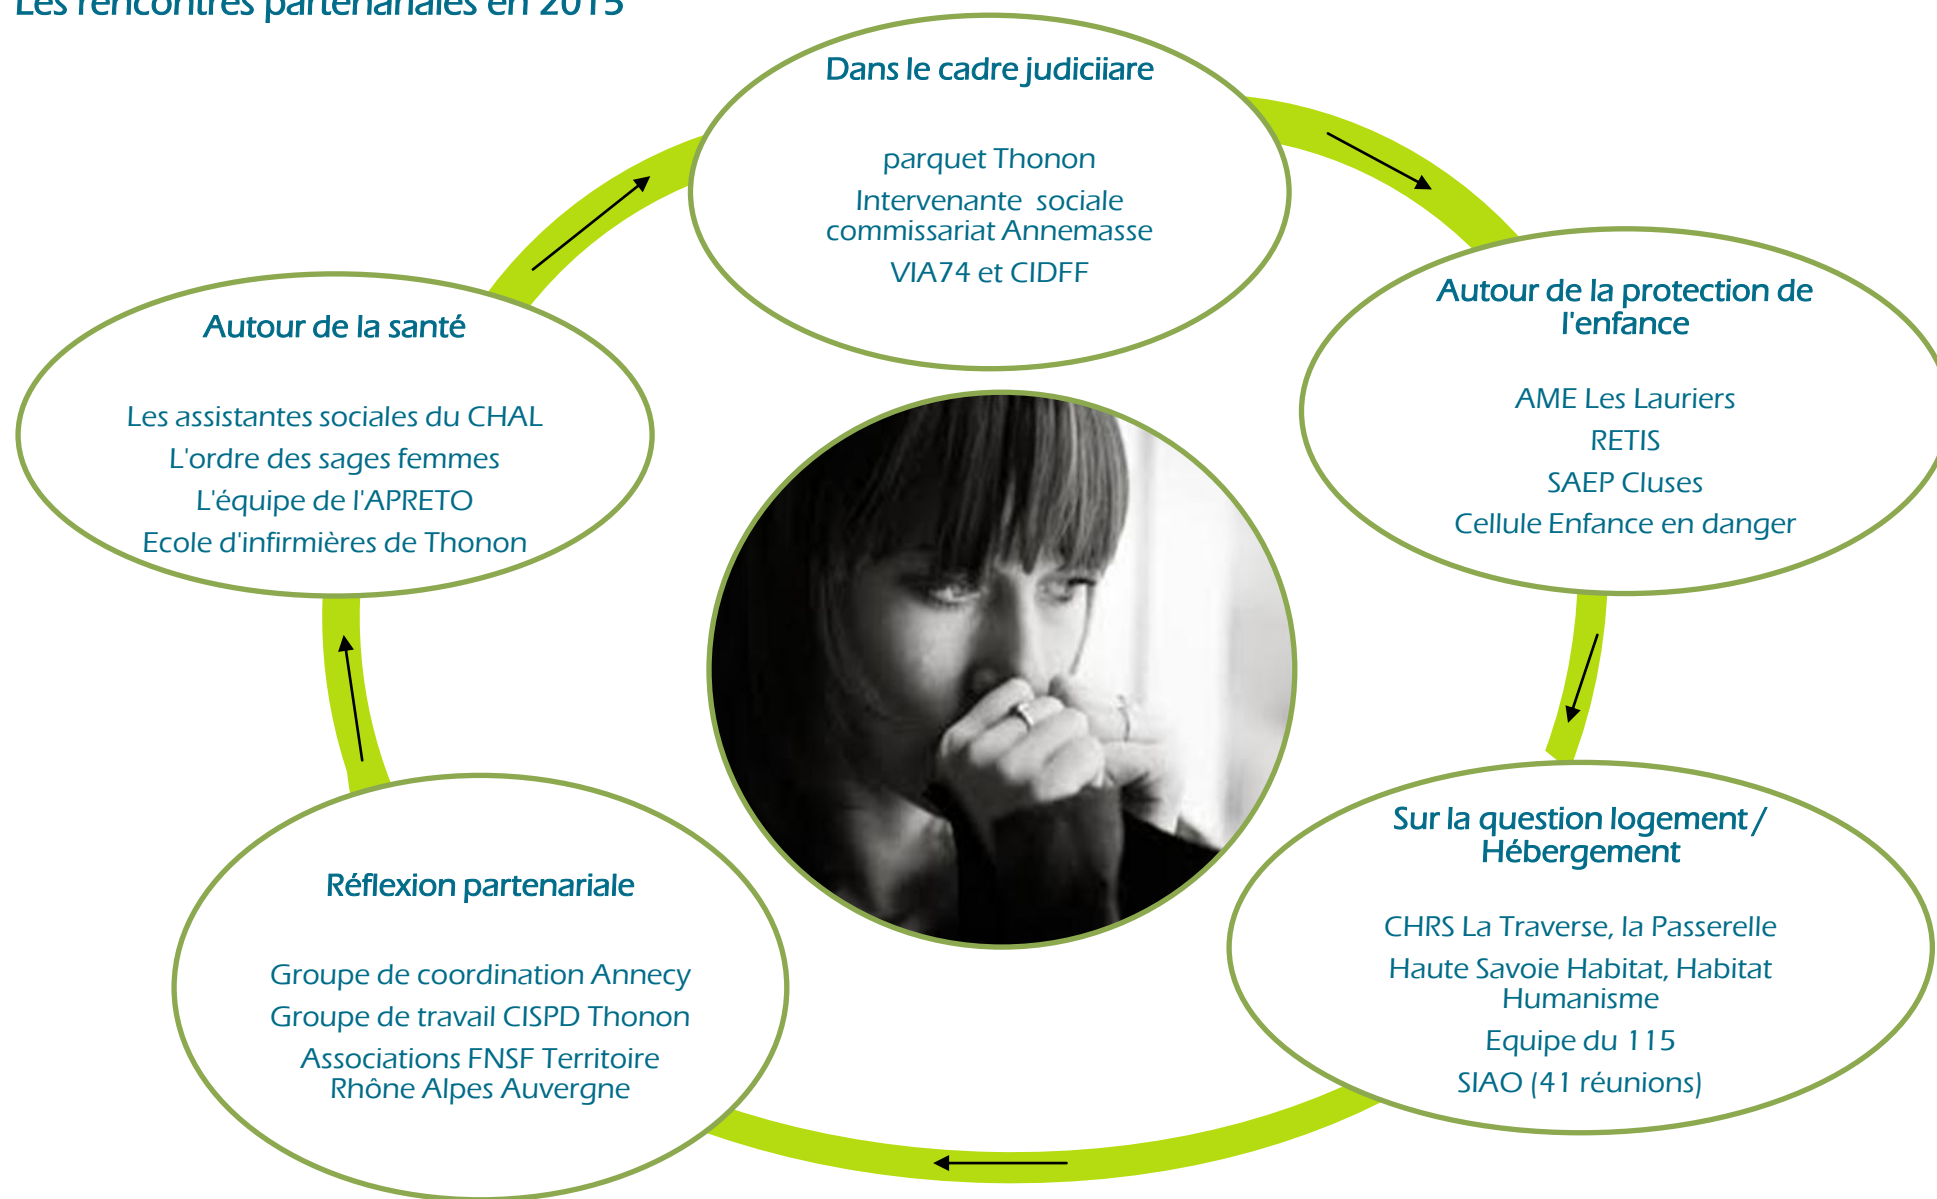 Les rencontres partenariales en 2015
Dans le cadre judiciiare
parquet Thonon
Intervenante sociale
commissariat Annemasse
VIA74 et CIDFF
Autour de la protection de
l'enfance
AME Les Lauriers
RETIS
SAEP Cluses
Cellule Enfance en danger
Sur la question logement /
Hébergement
CHRS La Traverse, la Passerelle
Haute Savoie Habitat, Habitat
Humanisme
Equipe du 115
SIAO (41 réunions)
Réflexion partenariale
Groupe de coordination Annecy
Groupe de travail CISPD Thonon
Associations FNSF Territoire
Rhône Alpes Auvergne
Autour de la santé
Les assistantes sociales du CHAL
L'ordre des sages femmes
L'équipe de l'APRETO
Ecole d'infirmières de Thonon